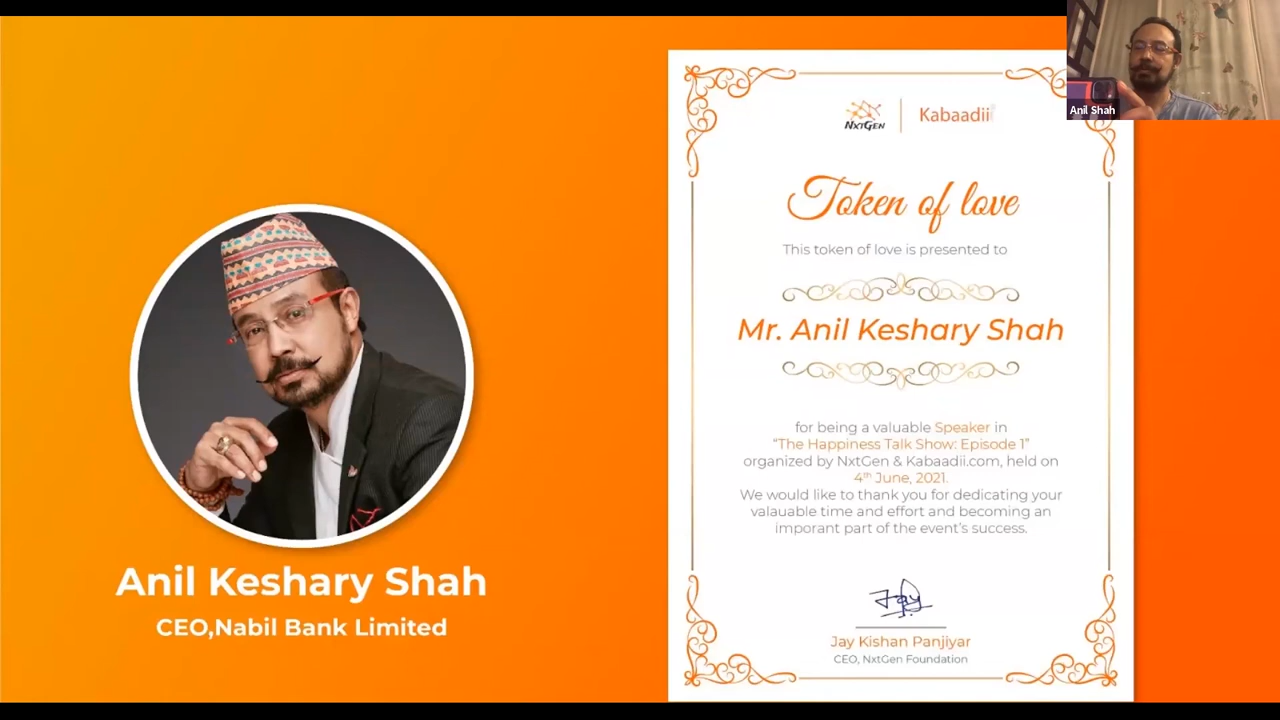 Anil Shah
NXTGEN
Kabaadii
Token of love
This token of love is presented to
Mr. Anil Keshary Shah
for being a valuable Speaker in
“The Happiness Talk Show: Episode 1”
organized by NxtGen & Kabaadii.com, held on
4th June, 2021.
We would like to thank you for dedicating your
valauable time and effort and becoming an
imporant part of the event’s success.
Jay
Jay Kishan Panjiyar
CEO, NxtGen Foundation
Anil Keshary Shah
CEO,Nabil Bank Limited